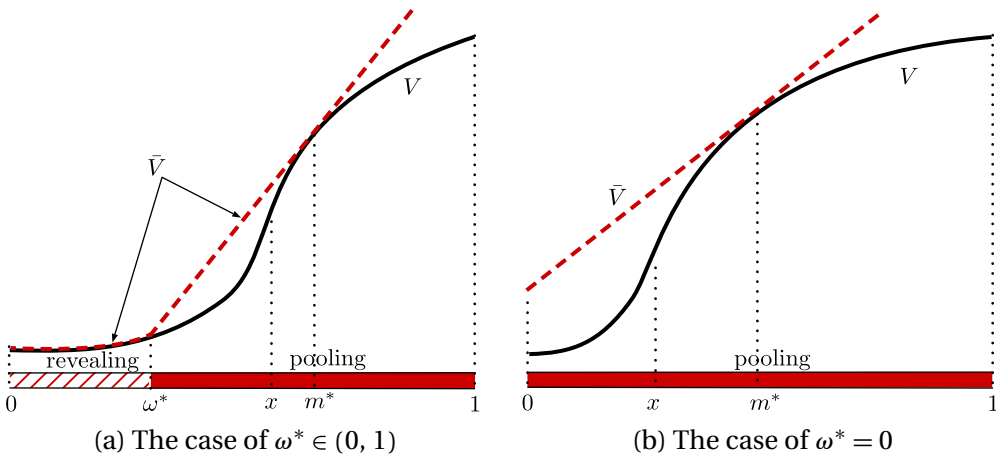 V
V̄
revealing
pooling
0
ω*
x
m*
1
(a) The case of ω* ∈ (0, 1)
V
V̄
pooling
0
x
m*
1
(b) The case of ω* = 0